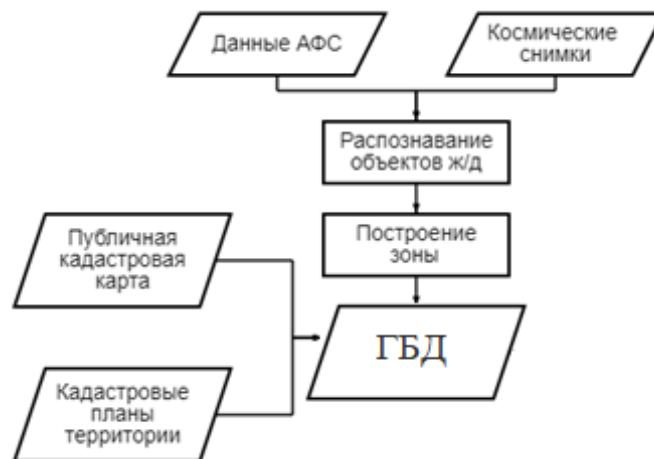 Данные АФС
Космические
снимки
Распознавание
объектов ж/д
Публичная
кадастровая
карта
Построение
зоны
ГБД
Кадастровые
планы
территории